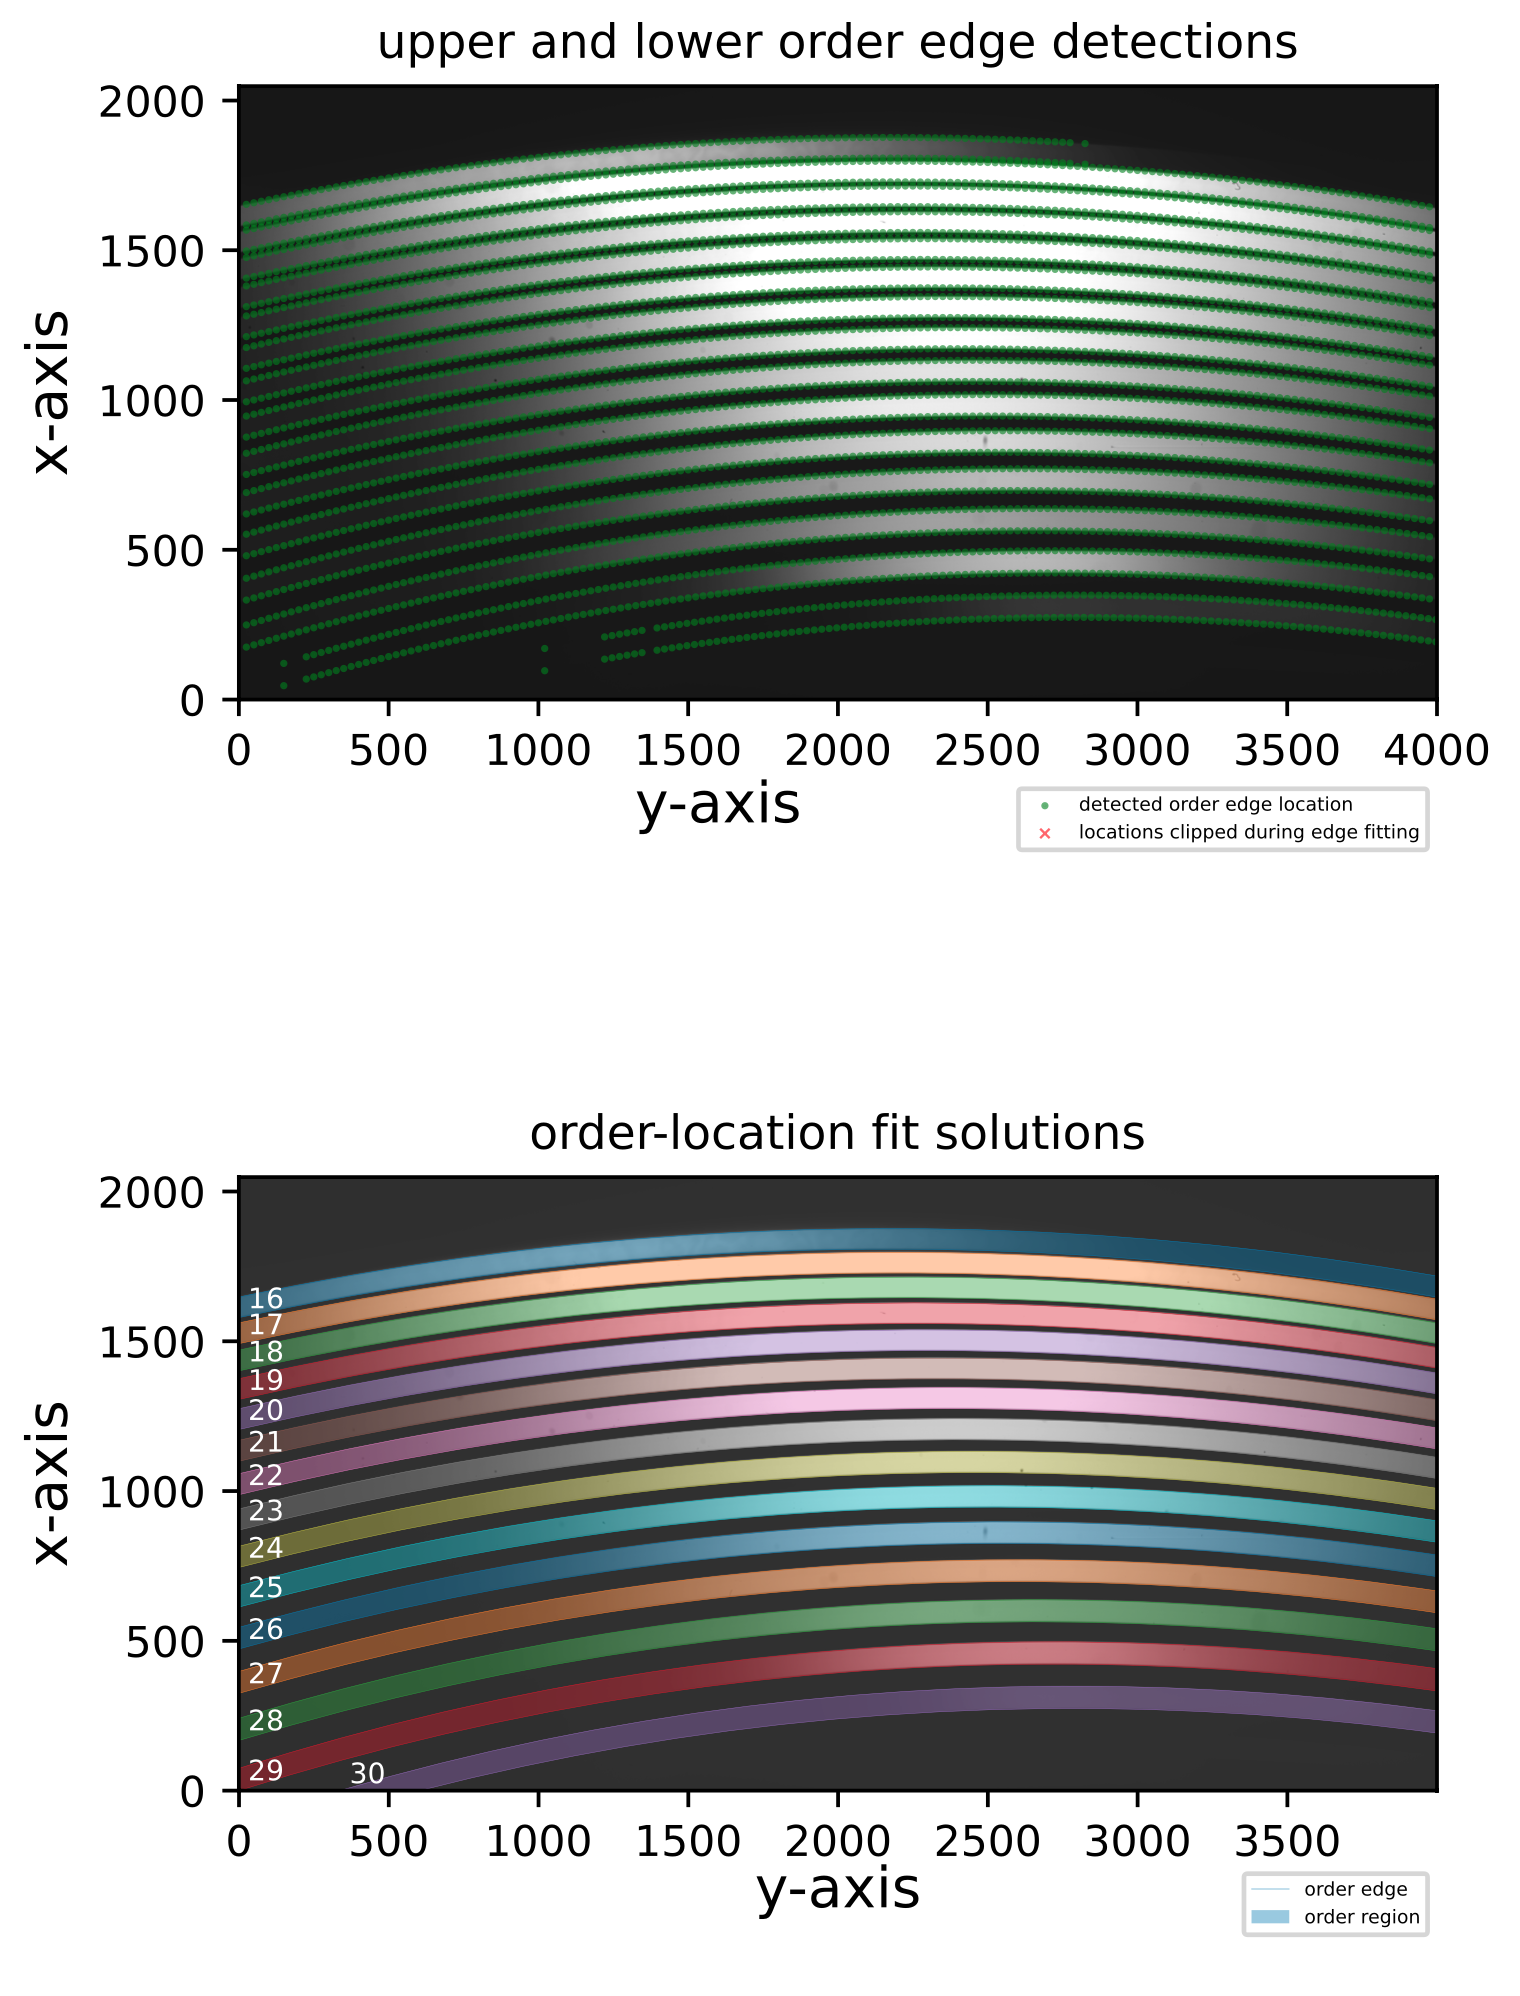 upper and lower order edge detections
2000
1500
1000
500
0
x-axis
0 500 1000 1500 2000 2500 3000 3500 4000
y-axis
detected order edge location
locations clipped during edge fitting
order-location fit solutions
2000
1500
1000
500
0
x-axis
16
17
18
19
20
21
22
23
24
25
26
27
28
29
30
0 500 1000 1500 2000 2500 3000 3500
y-axis
order edge
order region